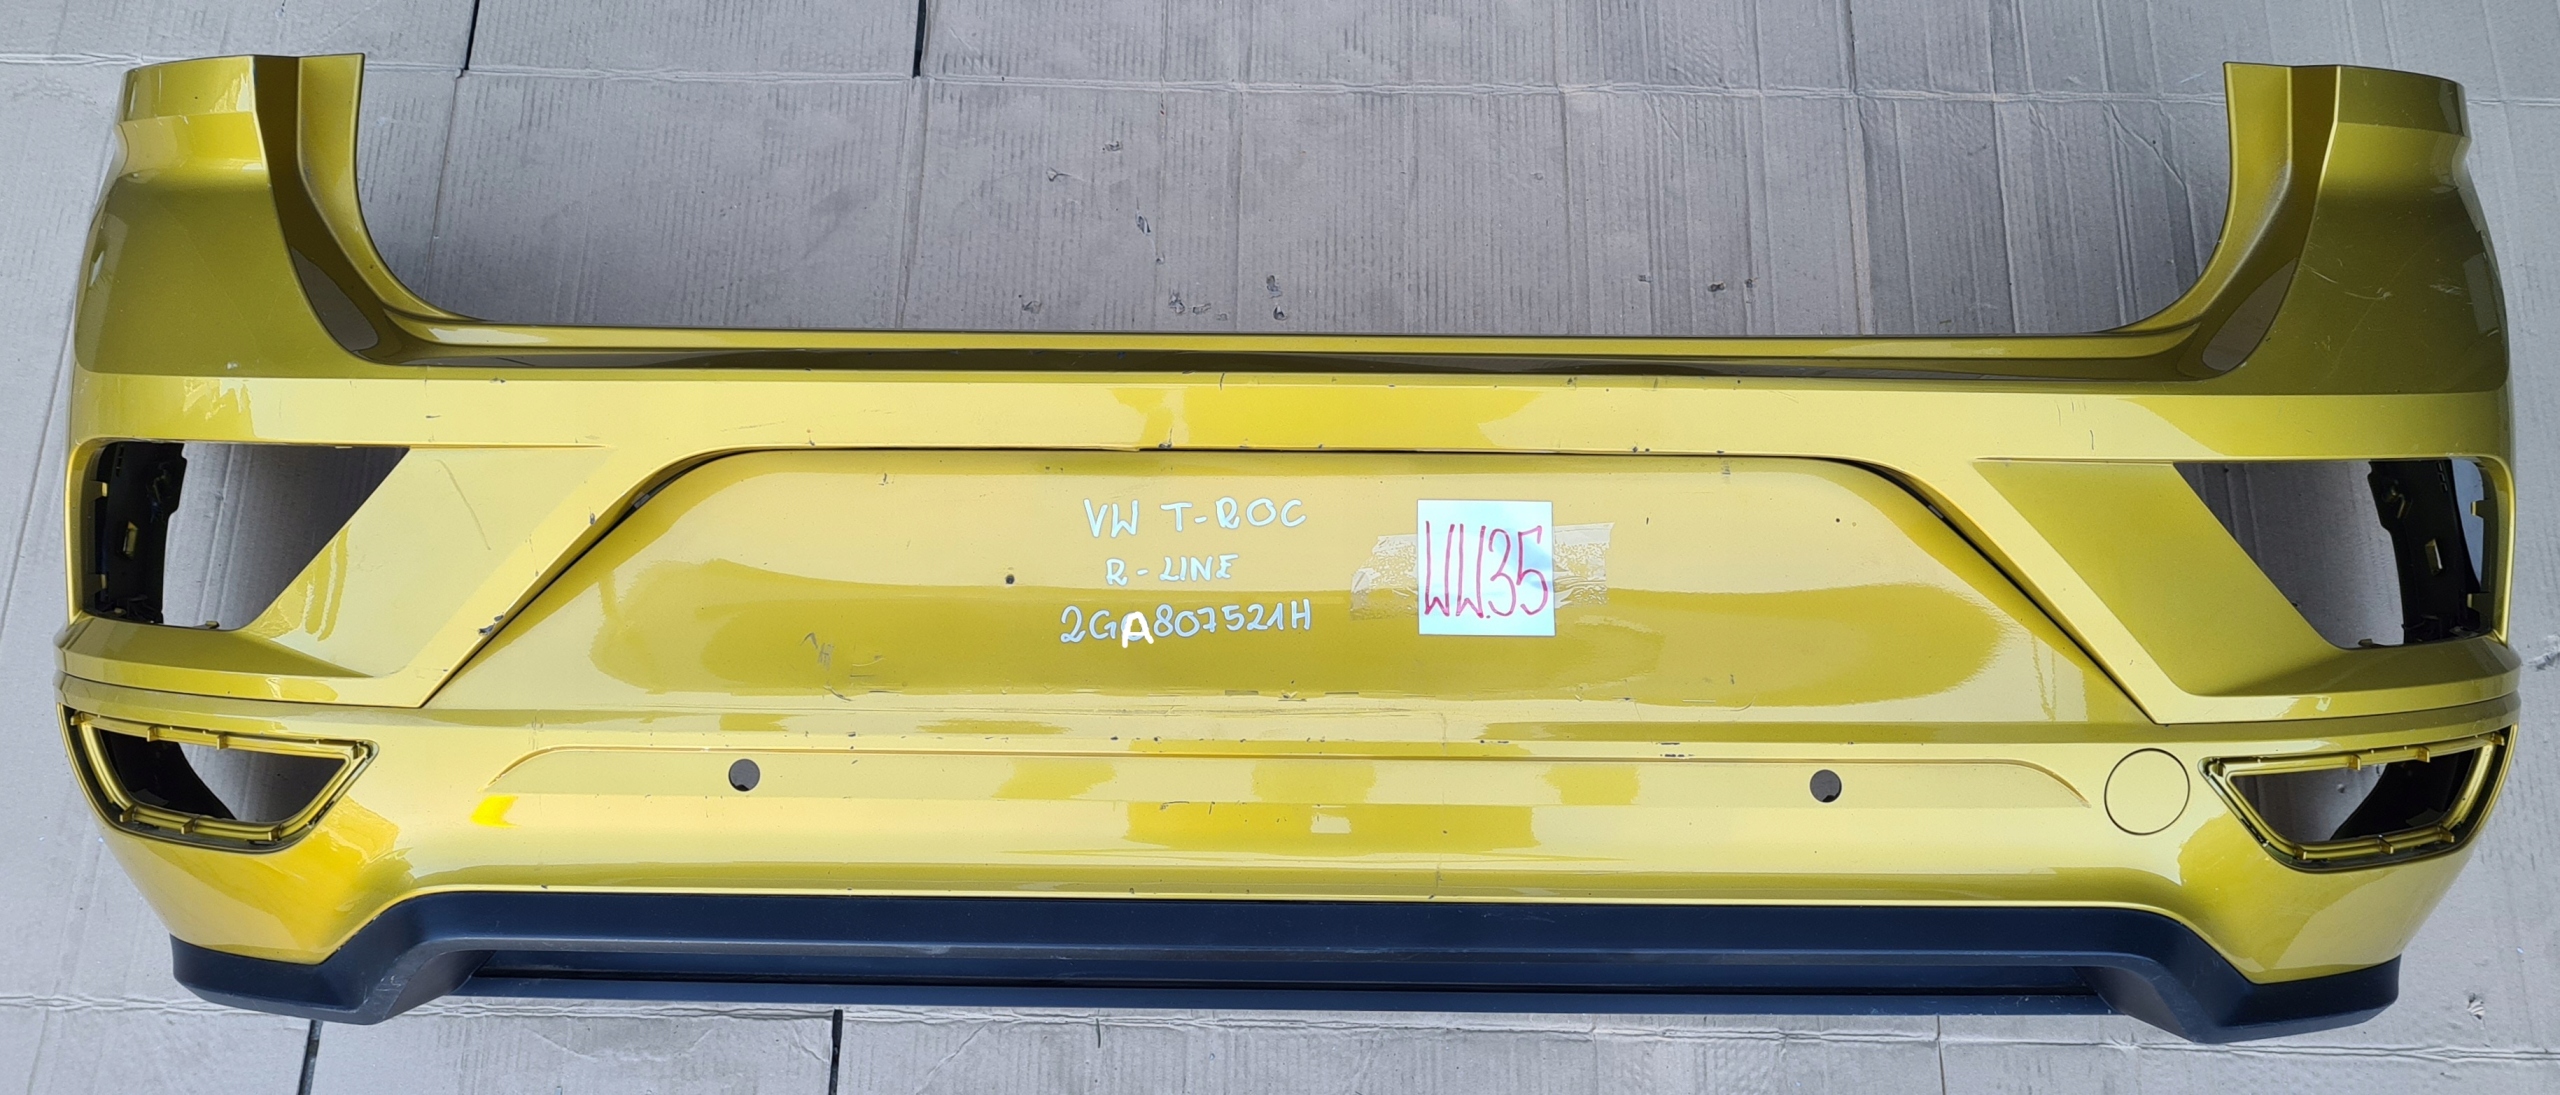 VW T-ROC
R-LINE
2GA807521H
WW35